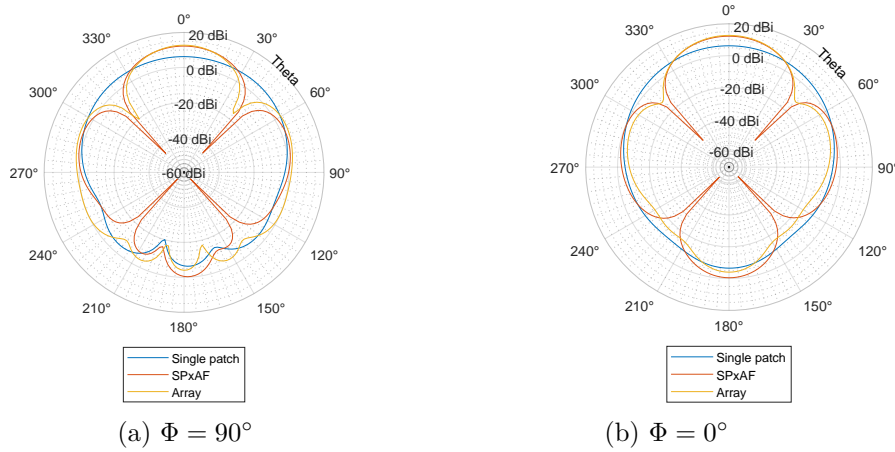 0°
330°
30°
20 dBi
Theta
0 dBi
300°
60°
-20 dBi
-40 dBi
270°
-60 dBi
90°
240°
120°
210°
150°
180°
Single patch
SPxAF
Array
(a) Φ = 90°
0°
20 dBi
330°
30°
Theta
0 dBi
300°
60°
-20 dBi
-40 dBi
-60 dBi
270°
90°
240°
120°
210°
150°
180°
Single patch
SPxAF
Array
(b) Φ = 0°